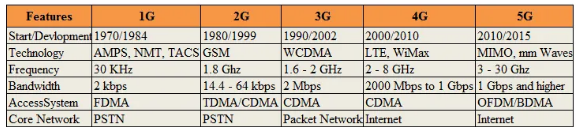 Features 1G 2G 3G 4G 5G
Start/Devlopment 1970/1984 1980/1999 1990/2002 2000/2010 2010/2015
Technology AMPS, NMT, TACS GSM WCDMA LTE, WiMax MIMO, mm Waves
Frequency 30 KHz 1.8 Ghz 1.6 - 2 GHz 2 - 8 GHz 3 - 30 Ghz
Bandwidth 2 kbps 14.4 - 64 kbps 2 Mbps 2000 Mbps to 1 Gbps 1 Gbps and higher
AccessSystem FDMA TDMA/CDMA CDMA CDMA OFDM/BDMA
Core Network PSTN PSTN Packet Network Internet Internet